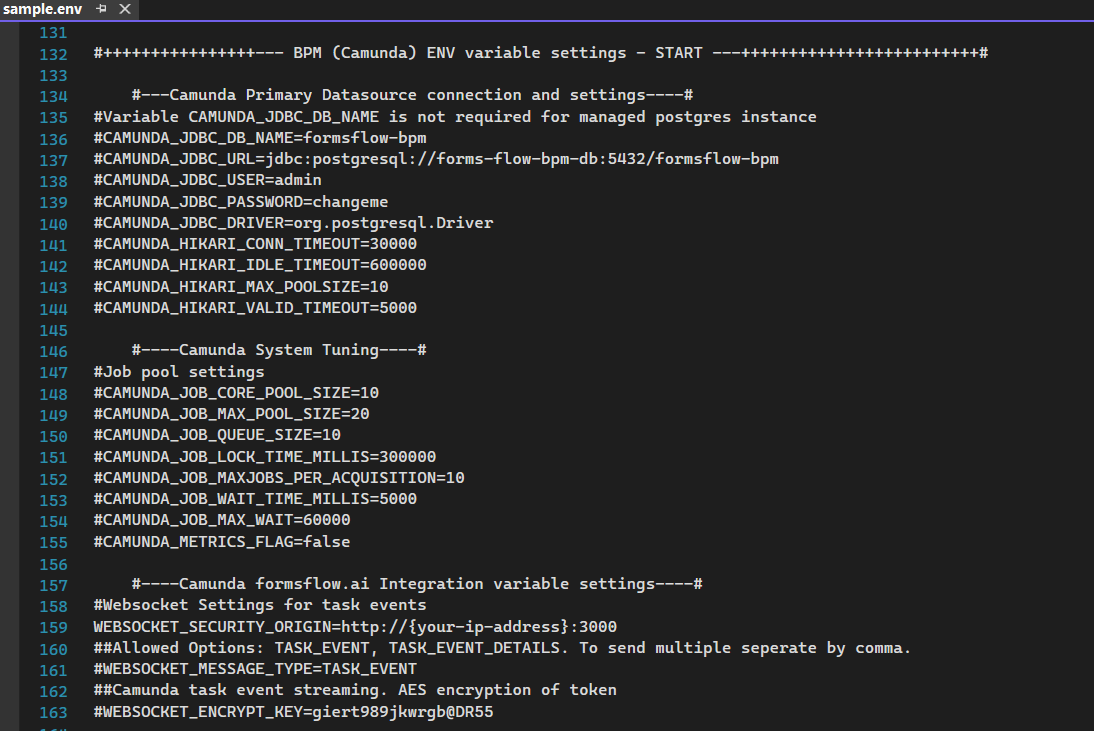 sample.env
131
132 #++++++++++++++++--- BPM (Camunda) ENV variable settings - START ---+++++++++++++++++++++++++#
133
134 #---Camunda Primary Datasource connection and settings----#
135 #Variable CAMUNDA_JDBC_DB_NAME is not required for managed postgres instance
136 #CAMUNDA_JDBC_DB_NAME=formsflow-bpm
137 #CAMUNDA_JDBC_URL=jdbc:postgresql://forms-flow-bpm-db:5432/formsflow-bpm
138 #CAMUNDA_JDBC_USER=admin
139 #CAMUNDA_JDBC_PASSWORD=changeme
140 #CAMUNDA_JDBC_DRIVER=org.postgresql.Driver
141 #CAMUNDA_HIKARI_CONN_TIMEOUT=30000
142 #CAMUNDA_HIKARI_IDLE_TIMEOUT=600000
143 #CAMUNDA_HIKARI_MAX_POOLSIZE=10
144 #CAMUNDA_HIKARI_VALID_TIMEOUT=5000
145
146 #----Camunda System Tuning----#
147 #Job pool settings
148 #CAMUNDA_JOB_CORE_POOL_SIZE=10
149 #CAMUNDA_JOB_MAX_POOL_SIZE=20
150 #CAMUNDA_JOB_QUEUE_SIZE=10
151 #CAMUNDA_JOB_LOCK_TIME_MILLIS=300000
152 #CAMUNDA_JOB_MAXJOBS_PER_ACQUISITION=10
153 #CAMUNDA_JOB_WAIT_TIME_MILLIS=5000
154 #CAMUNDA_JOB_MAX_WAIT=60000
155 #CAMUNDA_METRICS_FLAG=false
156
157 #----Camunda formsflow.ai Integration variable settings----#
158 #Websocket Settings for task events
159 WEBSOCKET_SECURITY_ORIGIN=http://{your-ip-address}:3000
160 ##Allowed Options: TASK_EVENT, TASK_EVENT_DETAILS. To send multiple seperate by comma.
161 #WEBSOCKET_MESSAGE_TYPE=TASK_EVENT
162 ##Camunda task event streaming. AES encryption of token
163 #WEBSOCKET_ENCRYPT_KEY=giert989jkwrgb@DR55